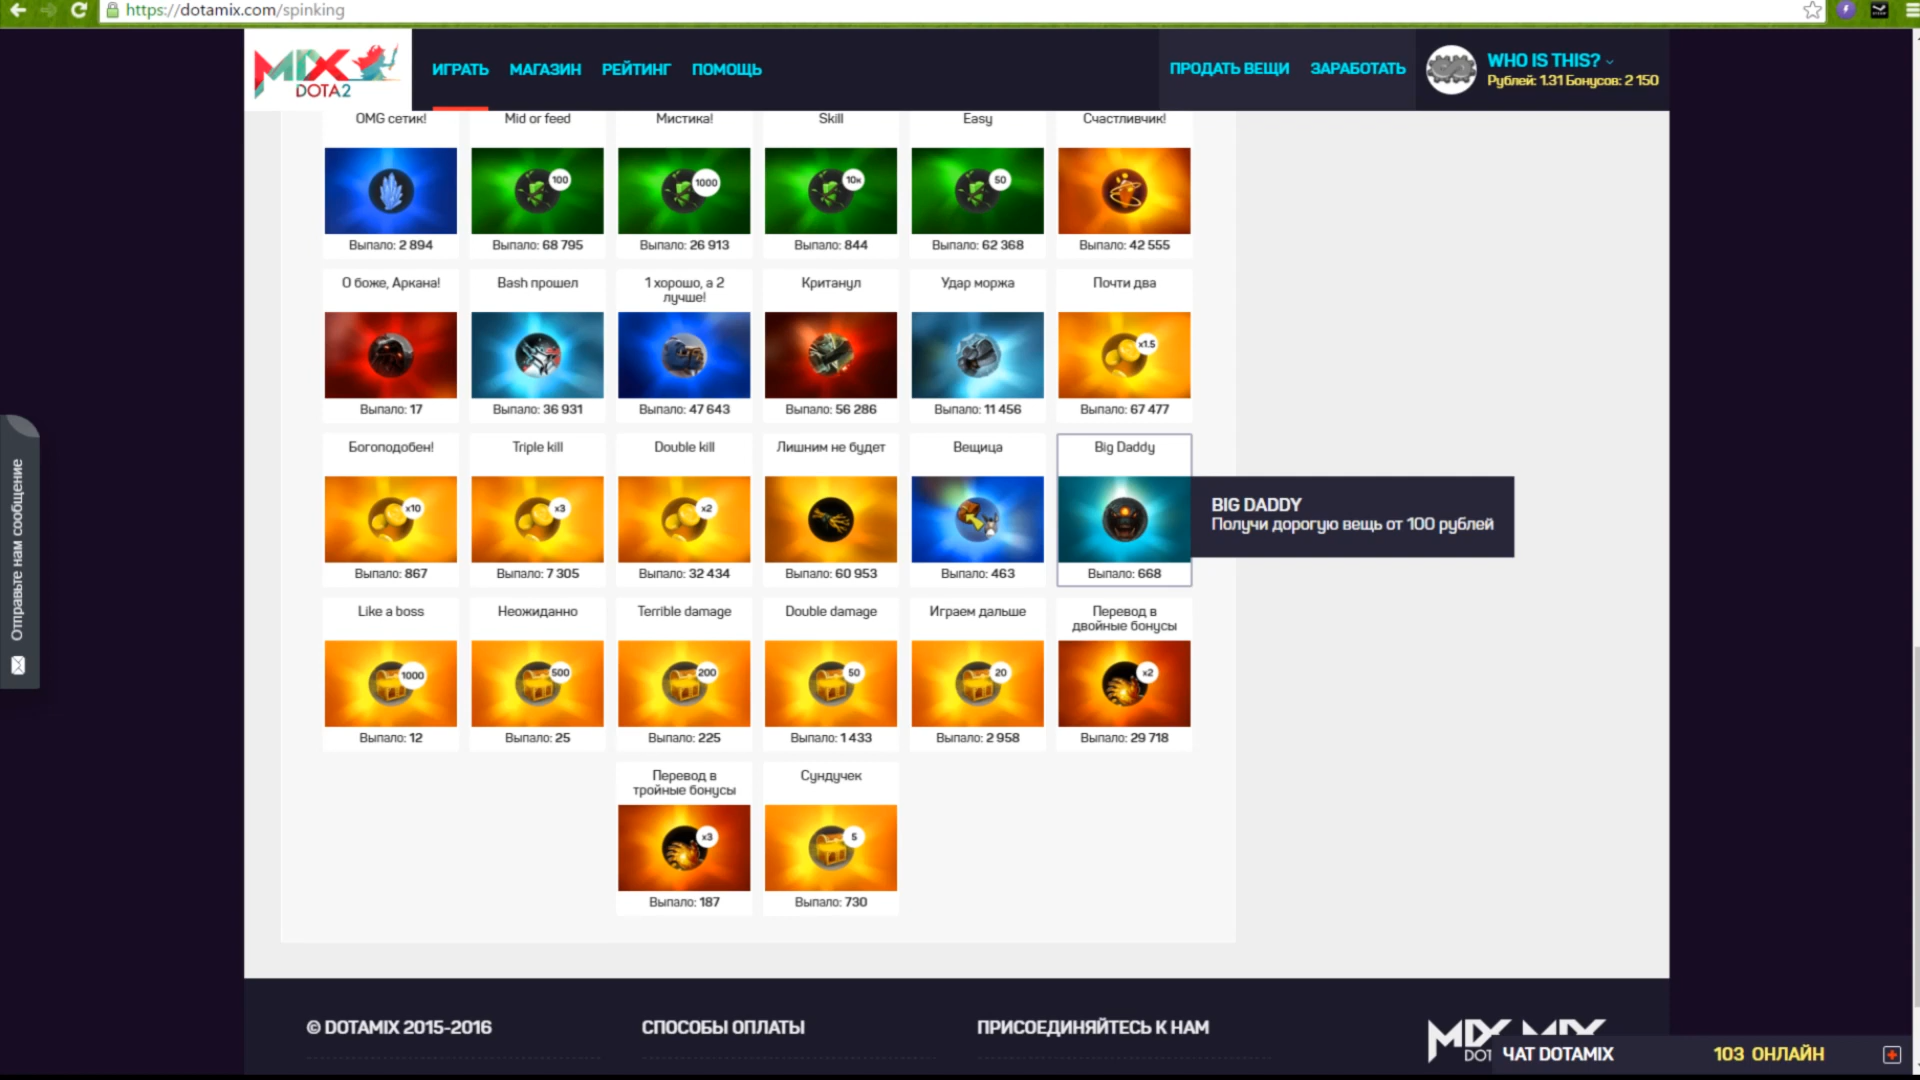 https://dotamix.com/spinking
MIX
DOTA2
ИГРАТЬ МАГАЗИН РЕЙТИНГ ПОМОЩЬ
ПРОДАТЬ ВЕЩИ ЗАРАБОТАТЬ
WHO IS THIS?
Рублей: 1.31 Бонусов: 2 150
OMG сетик! Mid or feed Мистика! Skill Easy Счастливчик!
100 1000 10к 50
Выпало: 2 894 Выпало: 68 795 Выпало: 26 913 Выпало: 844 Выпало: 62 368 Выпало: 42 555
О боже, Аркана! Bash прошел 1 хорошо, а 2 лучше! Кританул Удар моржа Почти два
x1.5
Выпало: 17 Выпало: 36 931 Выпало: 47 643 Выпало: 56 286 Выпало: 11 456 Выпало: 67 477
Богоподобен! Triple kill Double kill Лишним не будет Вещица Big Daddy
x10 x3 x2
BIG DADDY
Получи дорогую вещь от 100 рублей
Выпало: 867 Выпало: 7 305 Выпало: 32 434 Выпало: 60 953 Выпало: 463 Выпало: 668
Like a boss Неожиданно Terrible damage Double damage Играем дальше Перевод в двойные бонусы
1000 500 200 50 20 x2
Выпало: 12 Выпало: 25 Выпало: 225 Выпало: 1 433 Выпало: 2 958 Выпало: 29 718
Перевод в тройные бонусы Сундучек
x3 5
Выпало: 187 Выпало: 730
Отправьте нам сообщение
© DOTAMIX 2015-2016 СПОСОБЫ ОПЛАТЫ ПРИСОЕДИНЯЙТЕСЬ К НАМ
MIX MIX
DOT
ЧАТ DOTAMIX 103 ОНЛАЙН